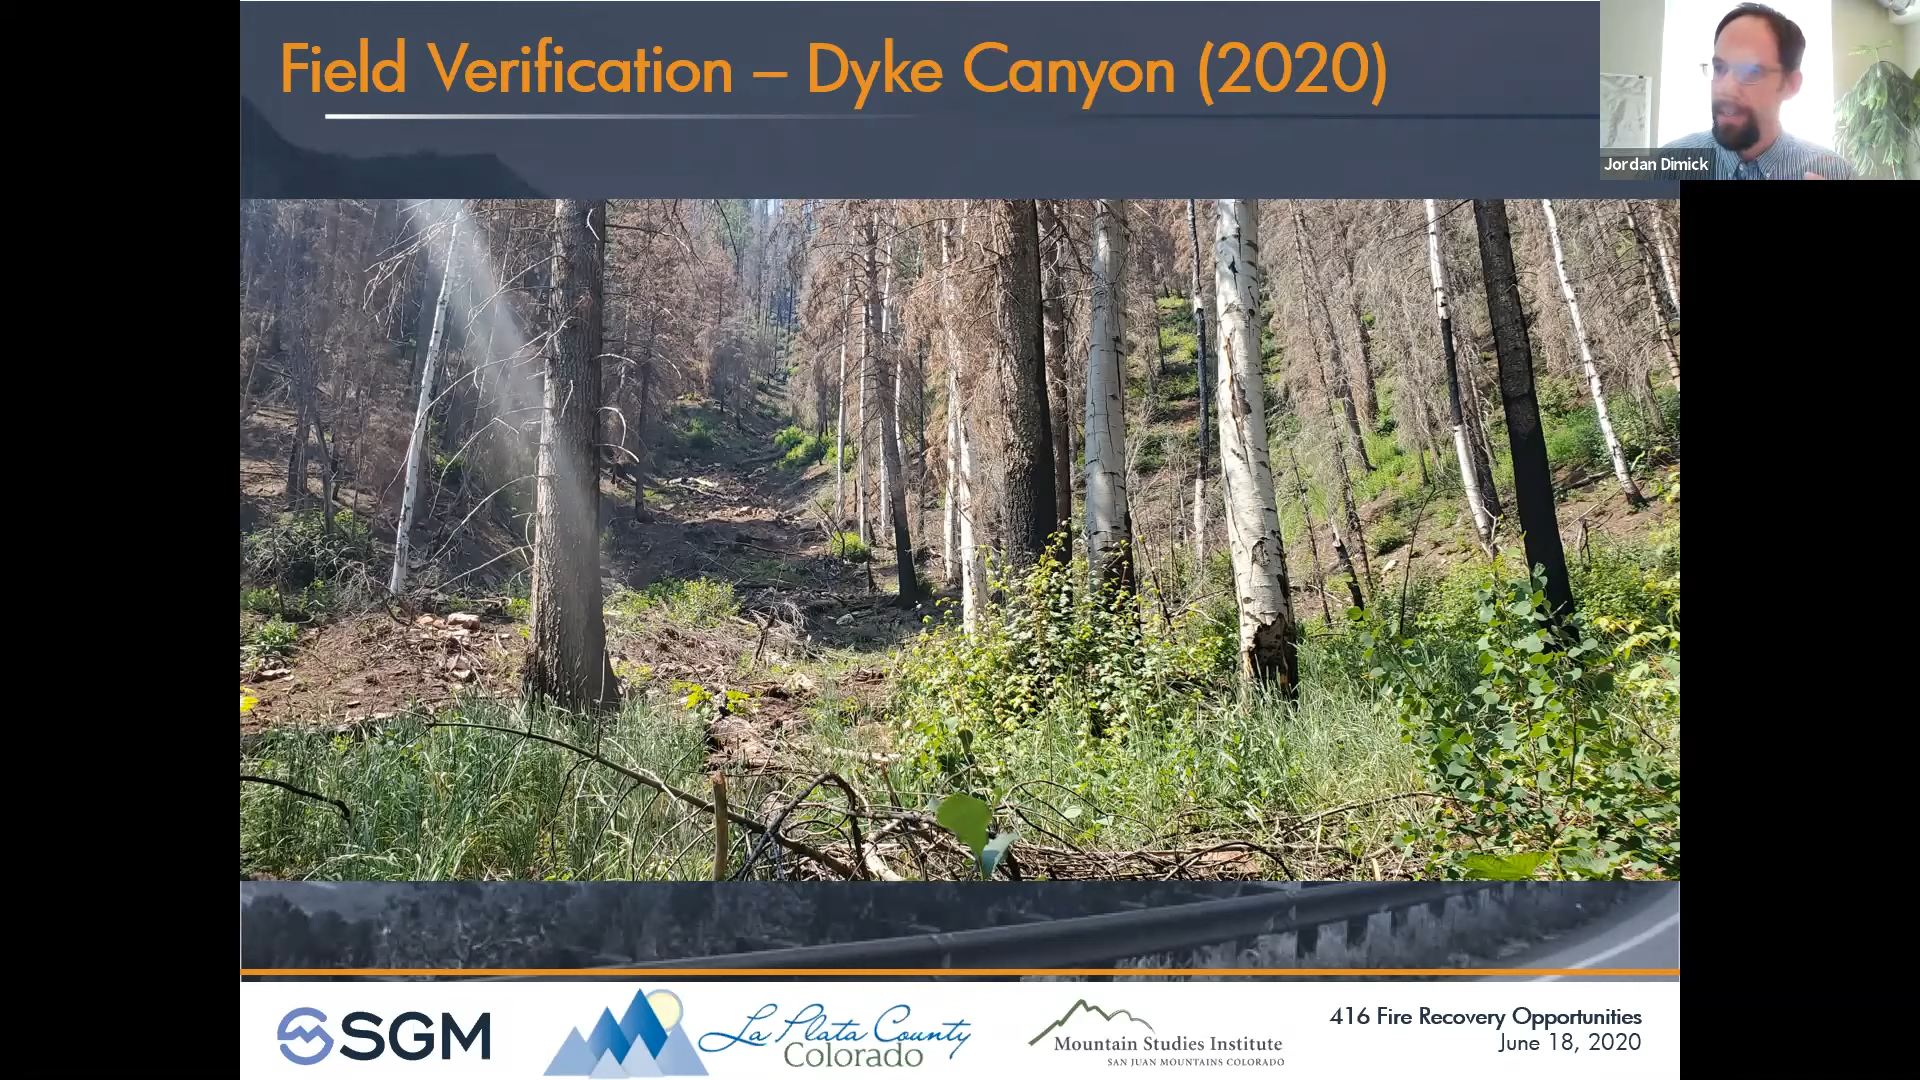 Field Verification – Dyke Canyon (2020)
Jordan Dimick
SGM
La Plata County
Colorado
Mountain Studies Institute
SAN JUAN MOUNTAINS COLORADO
416 Fire Recovery Opportunities
June 18, 2020